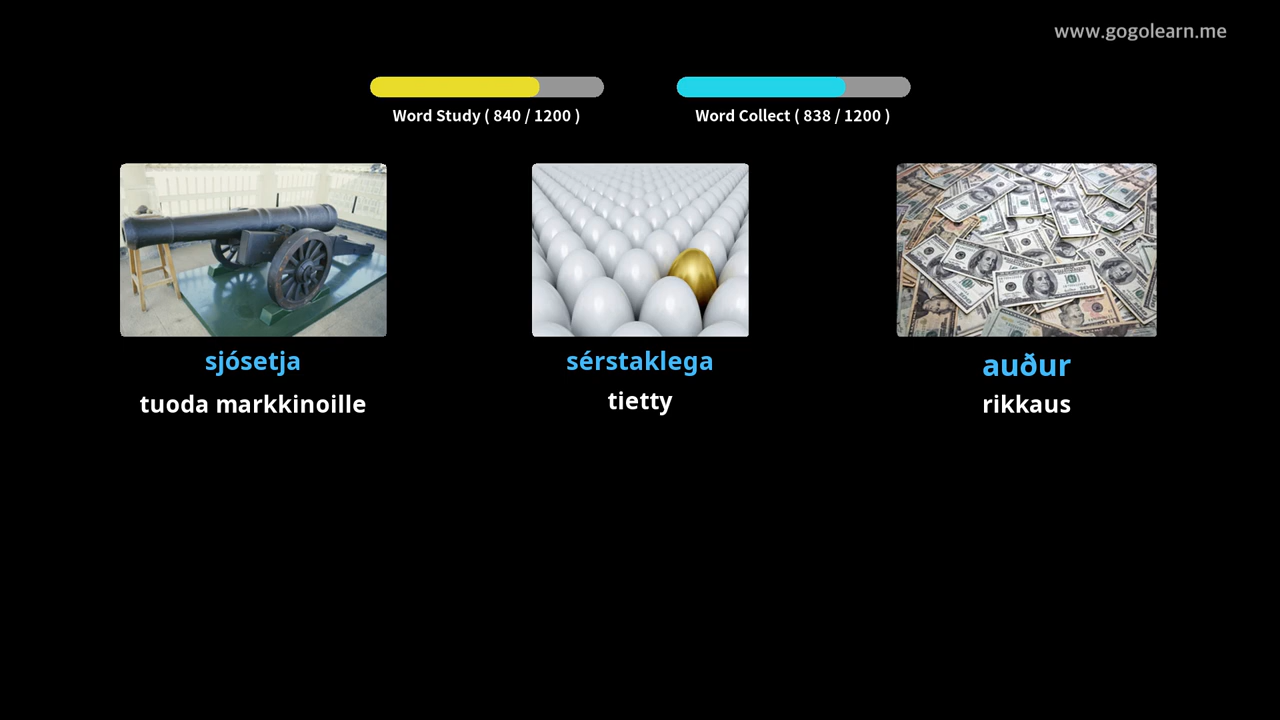 www.gogolearn.me
Word Study ( 840 / 1200 )
Word Collect ( 838 / 1200 )
sjósetja
sérstaklega
auður
tuoda markkinoille
tietty
rikkaus